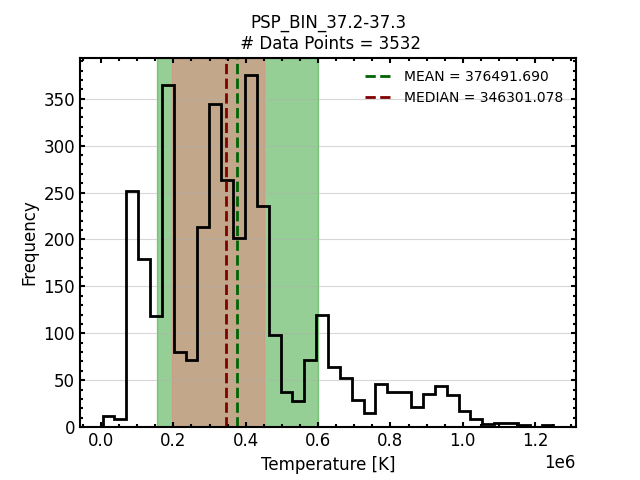 PSP_BIN_37.2-37.3
# Data Points = 3532
MEAN = 376491.690
MEDIAN = 346301.078
Frequency
350
300
250
200
150
100
50
0
0.0 0.2 0.4 0.6 0.8 1.0 1.2
1e6
Temperature [K]